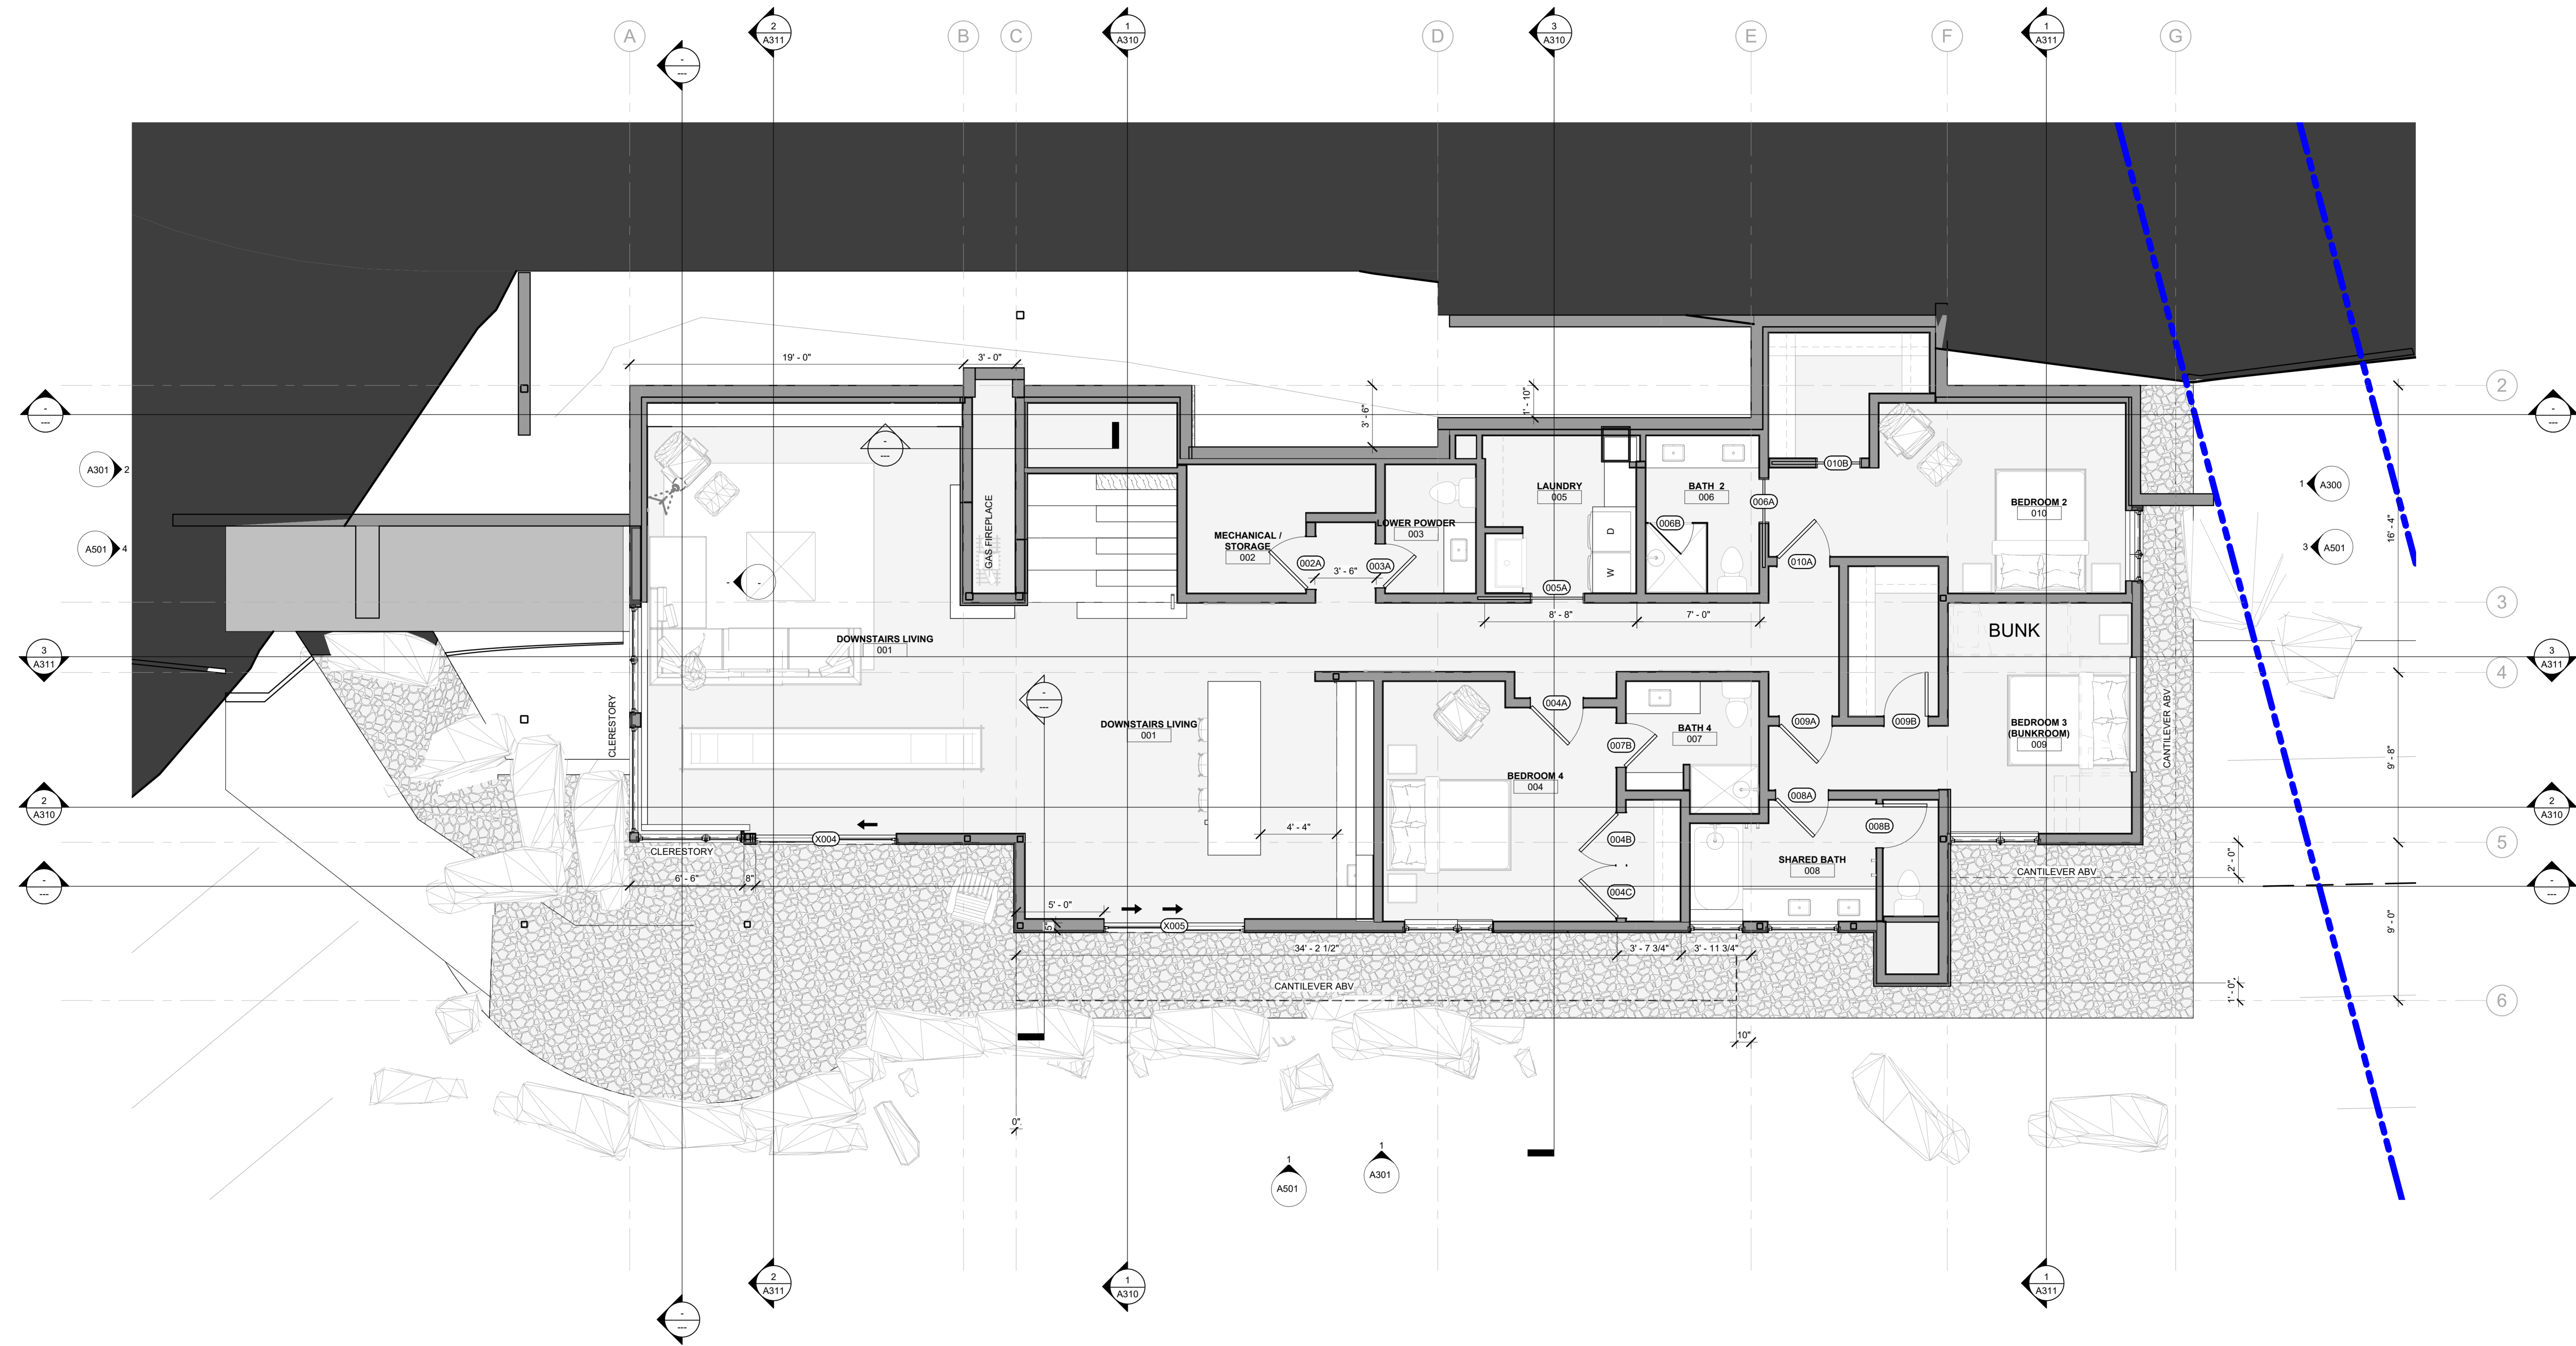 2
A311
1
A310
3
A310
1
A311
A
B
C
D
E
F
G
-
---
19' - 0"
3' - 0"
3' - 6"
1' - 10"
2
-
---
-
---
-
---
A301
2
A501
4
1
A300
3
A501
010B
LAUNDRY
005
BATH 2
006
006A
006B
BEDROOM 2
010
GAS FIREPLACE
MECHANICAL /
STORAGE
002
LOWER POWDER
003
002A
003A
3' - 6"
D
W
010A
16' - 4"
-
-
005A
8' - 8"
7' - 0"
3
DOWNSTAIRS LIVING
001
BUNK
3
A311
3
A311
4
-
---
CLERESTORY
DOWNSTAIRS LIVING
001
004A
007B
BATH 4
007
009A
009B
BEDROOM 3
(BUNKROOM)
009
CANTILEVER ABV
9' - 8"
BEDROOM 4
004
008A
2
A310
2
A310
X004
4' - 4"
004B
008B
5
CLERESTORY
SHARED BATH
008
CANTILEVER ABV
2' - 0"
6' - 6"
8"
004C
-
---
-
---
5' - 0"
5"
X005
9' - 0"
34' - 2 1/2"
3' - 7 3/4"
3' - 11 3/4"
CANTILEVER ABV
1' - 0"
6
10"
0"
1
A501
1
A301
2
A311
1
A310
1
A311
-
---